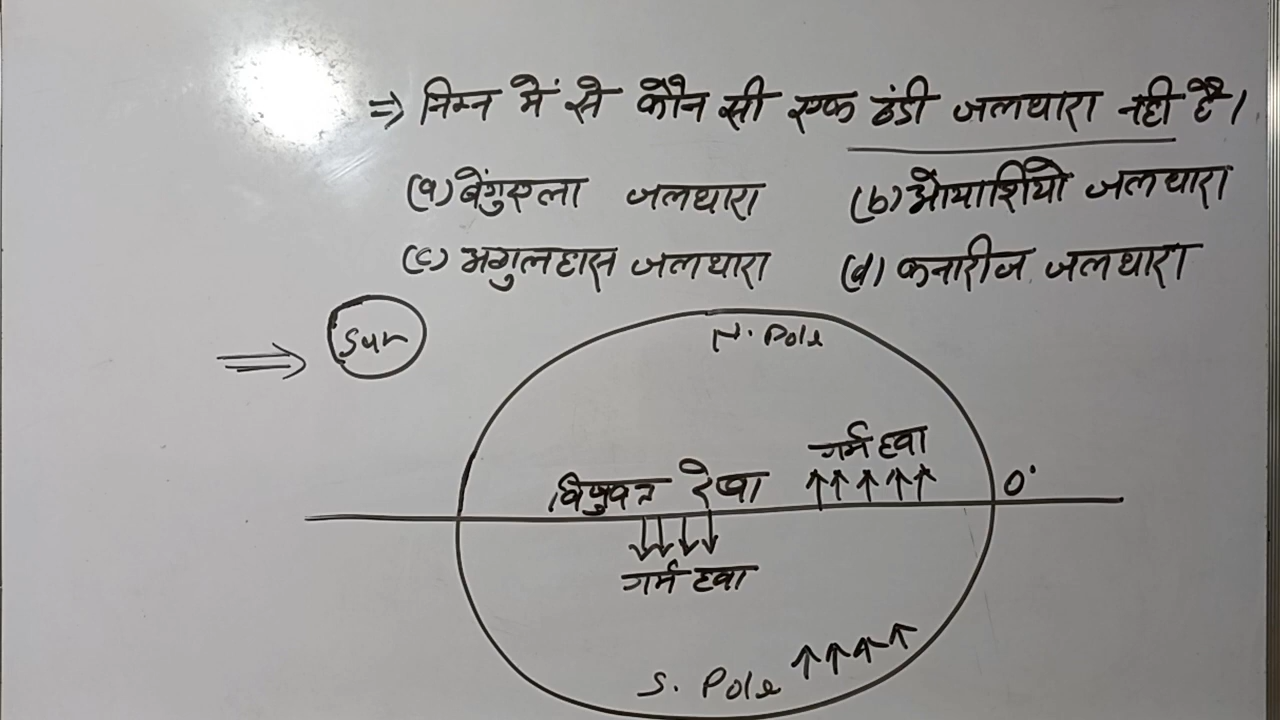 ⇒ निम्न में से कौन सी एक ठंडी जलधारा नही है।
(a) बेंगुएला जलधारा (b) ओयाशियो जलधारा
(c) अगुलहास जलधारा (d) कनारीज जलधारा
⇒ Sun
N. Pole
गर्म हवा
विषुवत रेखा ↑↑↑↑↑ 0°
↓↓↓↓
गर्म हवा
S. Pole ↑↑↑↑